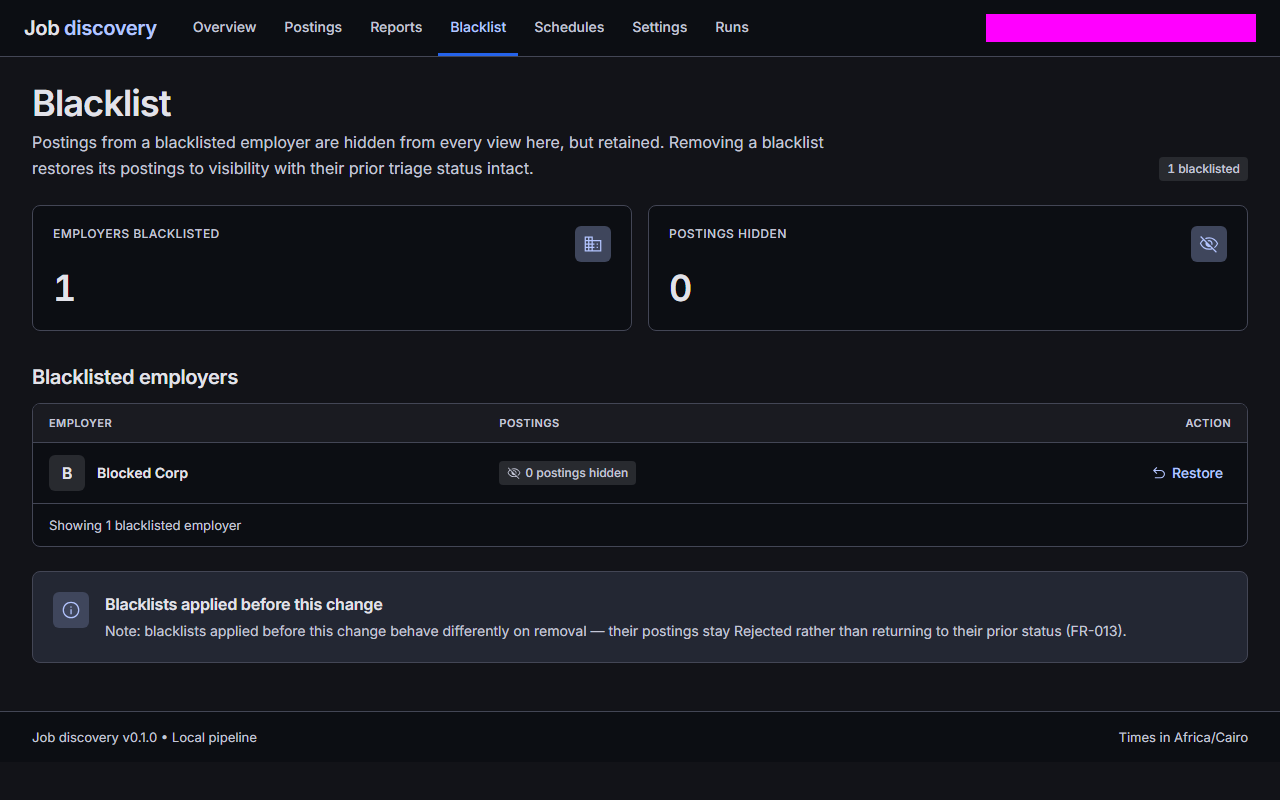 Job discovery
Overview
Postings
Reports
Blacklist
Schedules
Settings
Runs
Blacklist
Postings from a blacklisted employer are hidden from every view here, but retained. Removing a blacklist
restores its postings to visibility with their prior triage status intact.
1 blacklisted
EMPLOYERS BLACKLISTED
1
POSTINGS HIDDEN
0
Blacklisted employers
EMPLOYER
POSTINGS
ACTION
B
Blocked Corp
0 postings hidden
Restore
Showing 1 blacklisted employer
Blacklists applied before this change
Note: blacklists applied before this change behave differently on removal — their postings stay Rejected rather than returning to their prior status (FR-013).
Job discovery v0.1.0 • Local pipeline
Times in Africa/Cairo